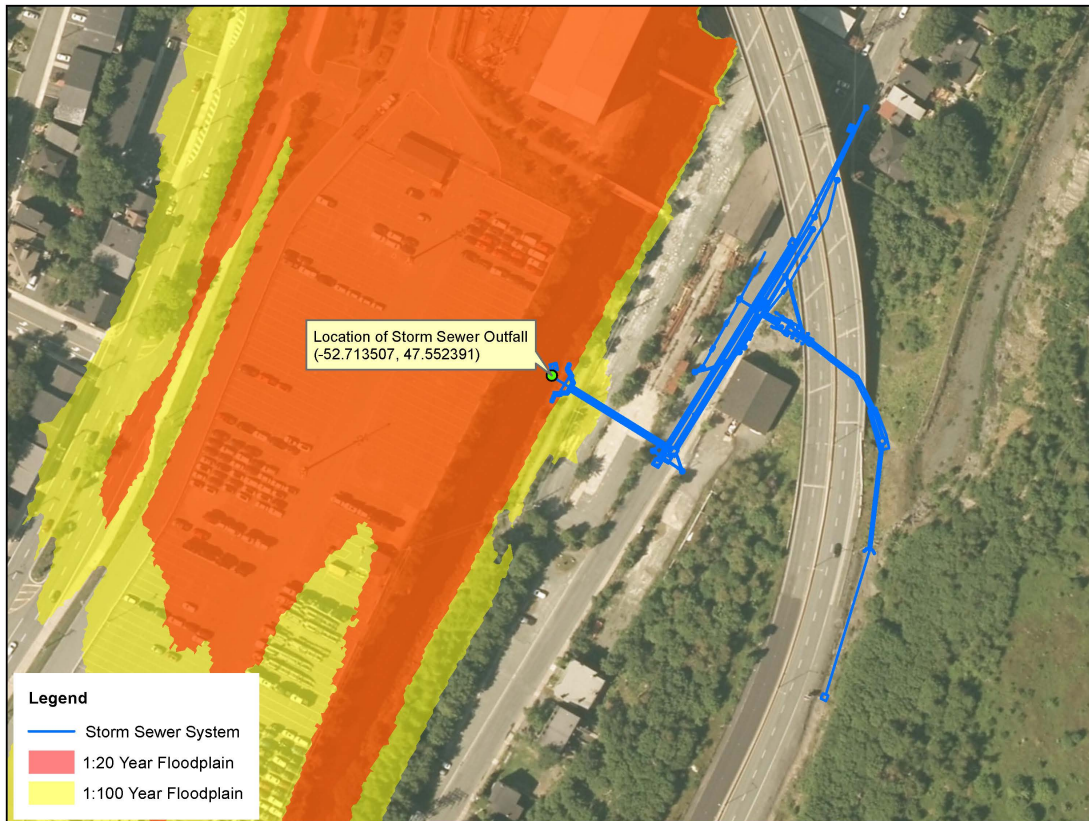 Location of Storm Sewer Outfall
(-52.713507, 47.552391)
Legend
Storm Sewer System
1:20 Year Floodplain
1:100 Year Floodplain